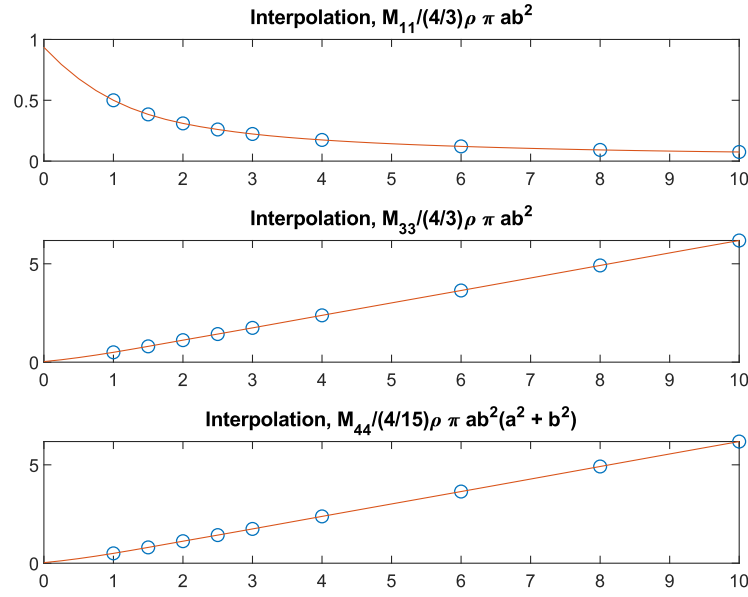 Interpolation, M₁₁/(4/3)ρ π ab²
1
0.5
0
0 1 2 3 4 5 6 7 8 9 10
Interpolation, M₃₃/(4/3)ρ π ab²
5
0
0 1 2 3 4 5 6 7 8 9 10
Interpolation, M₄₄/(4/15)ρ π ab²(a² + b²)
5
0
0 1 2 3 4 5 6 7 8 9 10